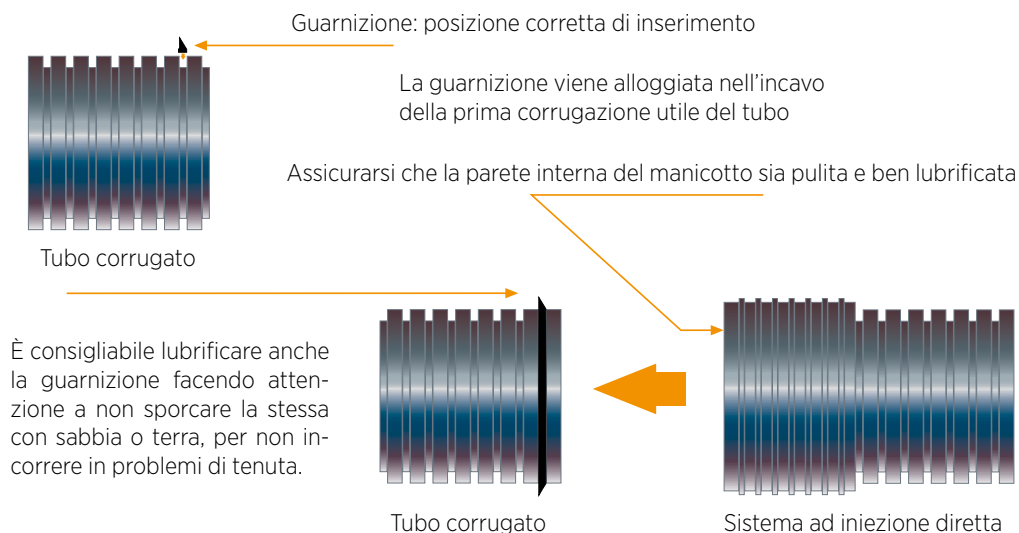 Guarnizione: posizione corretta di inserimento
La guarnizione viene alloggiata nell'incavo
della prima corrugazione utile del tubo
Assicurarsi che la parete interna del manicotto sia pulita e ben lubrificata
Tubo corrugato
È consigliabile lubrificare anche
la guarnizione facendo atten-
zione a non sporcare la stessa
con sabbia o terra, per non in-
correre in problemi di tenuta.
Tubo corrugato
Sistema ad iniezione diretta